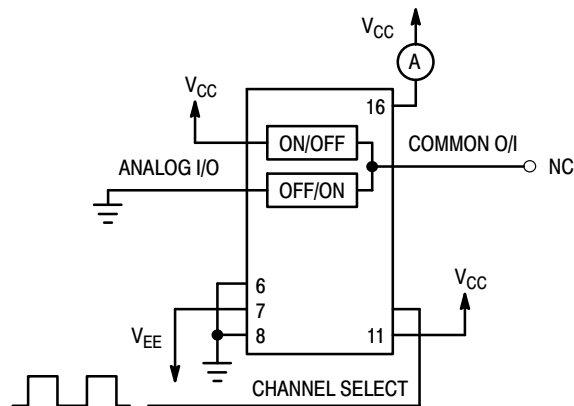 VCC
A
16
VCC
ON/OFF
COMMON O/I
NC
ANALOG I/O
OFF/ON
6
VCC
7
VEE
8
11
CHANNEL SELECT